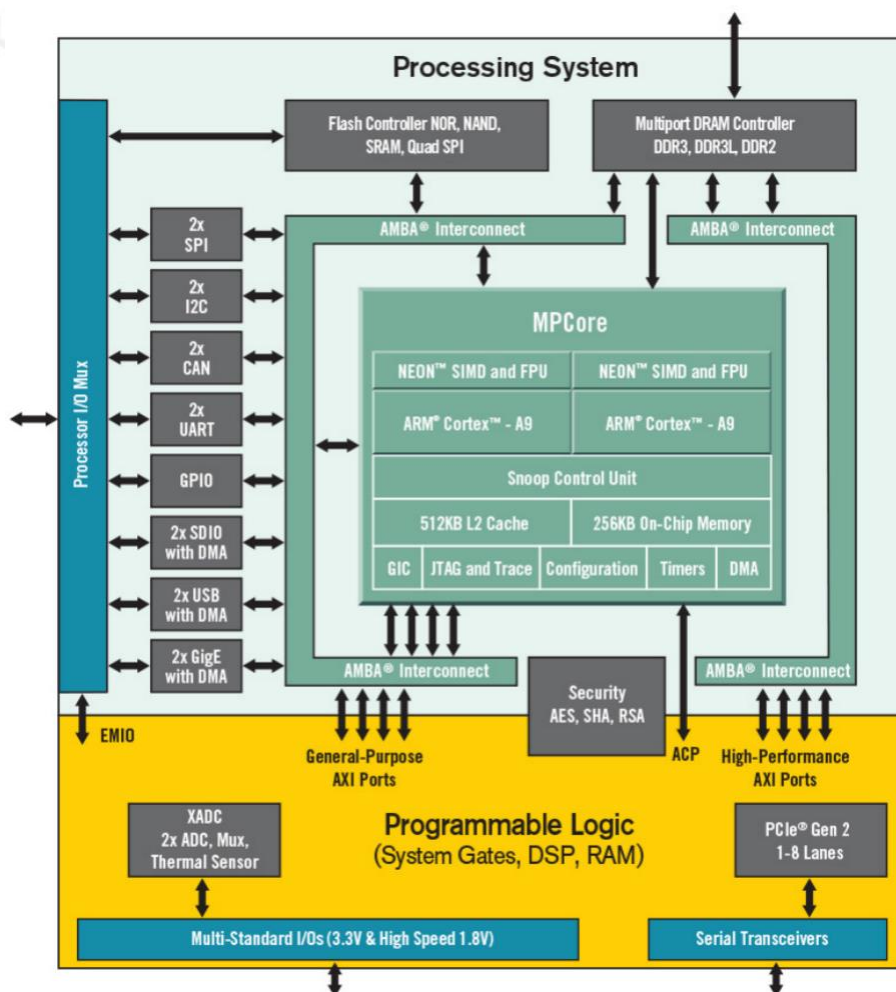 Processing System
Flash Controller NOR, NAND,
SRAM, Quad SPI
Multiport DRAM Controller
DDR3, DDR3L, DDR2
AMBA® Interconnect
AMBA® Interconnect
Processor I/O Mux
2x
SPI
2x
I2C
2x
CAN
2x
UART
GPIO
2x SDIO
with DMA
2x USB
with DMA
2x GigE
with DMA
MPCore
NEON™ SIMD and FPU
NEON™ SIMD and FPU
ARM® Cortex™ - A9
ARM® Cortex™ - A9
Snoop Control Unit
512KB L2 Cache
256KB On-Chip Memory
GIC
JTAG and Trace
Configuration
Timers
DMA
AMBA® Interconnect
AMBA® Interconnect
Security
AES, SHA, RSA
EMIO
General-Purpose
AXI Ports
ACP
High-Performance
AXI Ports
XADC
2x ADC, Mux,
Thermal Sensor
Programmable Logic
(System Gates, DSP, RAM)
PCIe® Gen 2
1-8 Lanes
Multi-Standard I/Os (3.3V & High Speed 1.8V)
Serial Transceivers